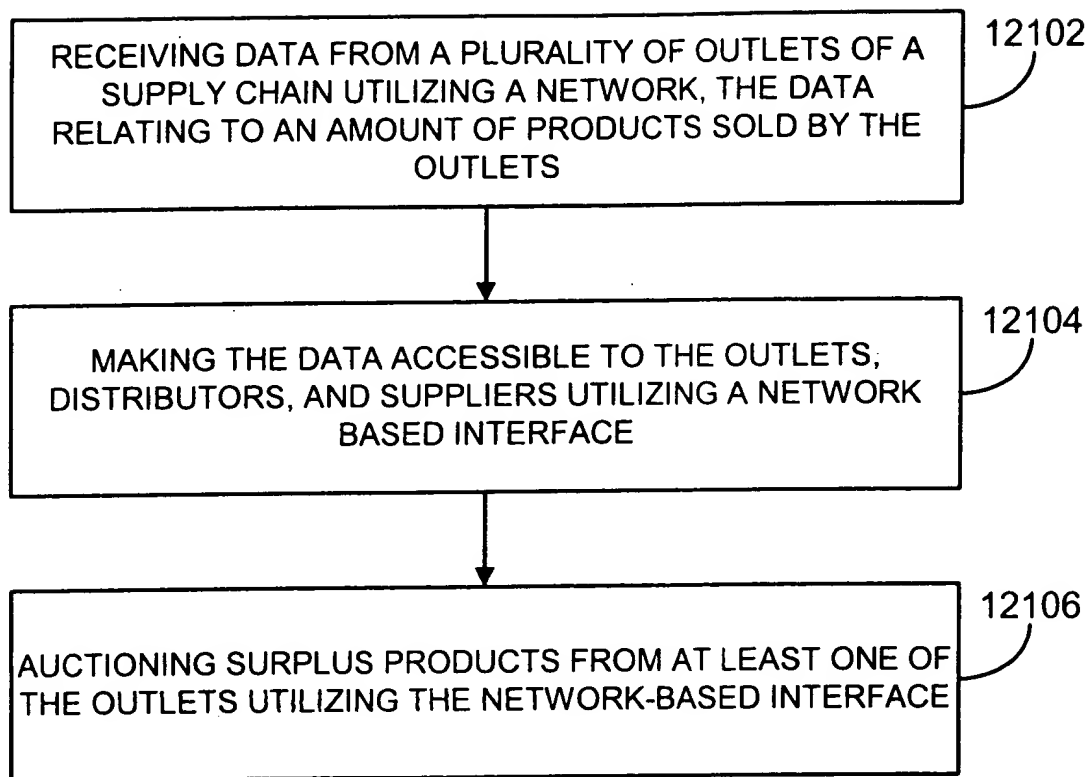 12102
RECEIVING DATA FROM A PLURALITY OF OUTLETS OF A
SUPPLY CHAIN UTILIZING A NETWORK, THE DATA
RELATING TO AN AMOUNT OF PRODUCTS SOLD BY THE
OUTLETS
12104
MAKING THE DATA ACCESSIBLE TO THE OUTLETS,
DISTRIBUTORS, AND SUPPLIERS UTILIZING A NETWORK
BASED INTERFACE
12106
AUCTIONING SURPLUS PRODUCTS FROM AT LEAST ONE OF
THE OUTLETS UTILIZING THE NETWORK-BASED INTERFACE